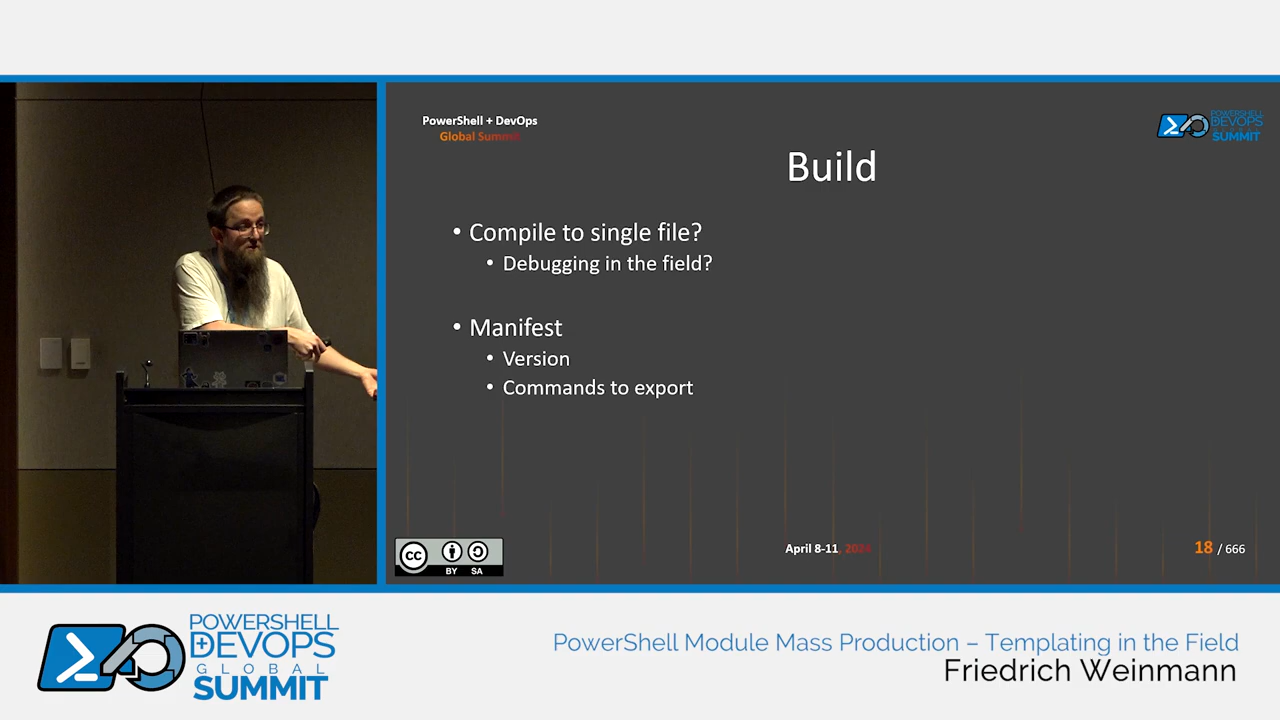 PowerShell + DevOps
Global Summit
POWERSHELL
DEVOPS
SUMMIT
Build
• Compile to single file?
• Debugging in the field?
• Manifest
• Version
• Commands to export
cc
BY SA
April 8-11, 2024
18 / 666
POWERSHELL
+DEVOPS
GLOBAL
SUMMIT
PowerShell Module Mass Production – Templating in the Field
Friedrich Weinmann